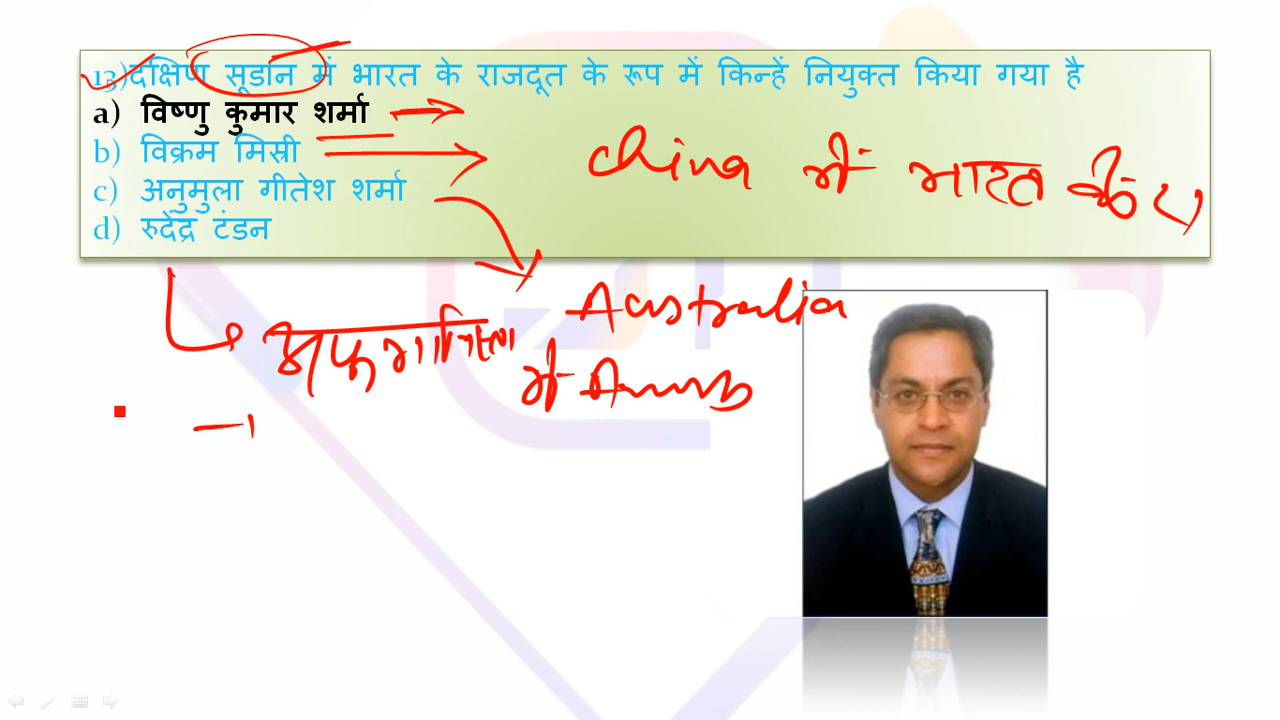 13)दक्षिण सूडान में भारत के राजदूत के रूप में किन्हें नियुक्त किया गया है
a) विष्णु कुमार शर्मा
b) विक्रम मिस्री
c) अनुमुला गीतेश शर्मा
d) रुदेंद्र टंडन
China में भारत के
Australia
में